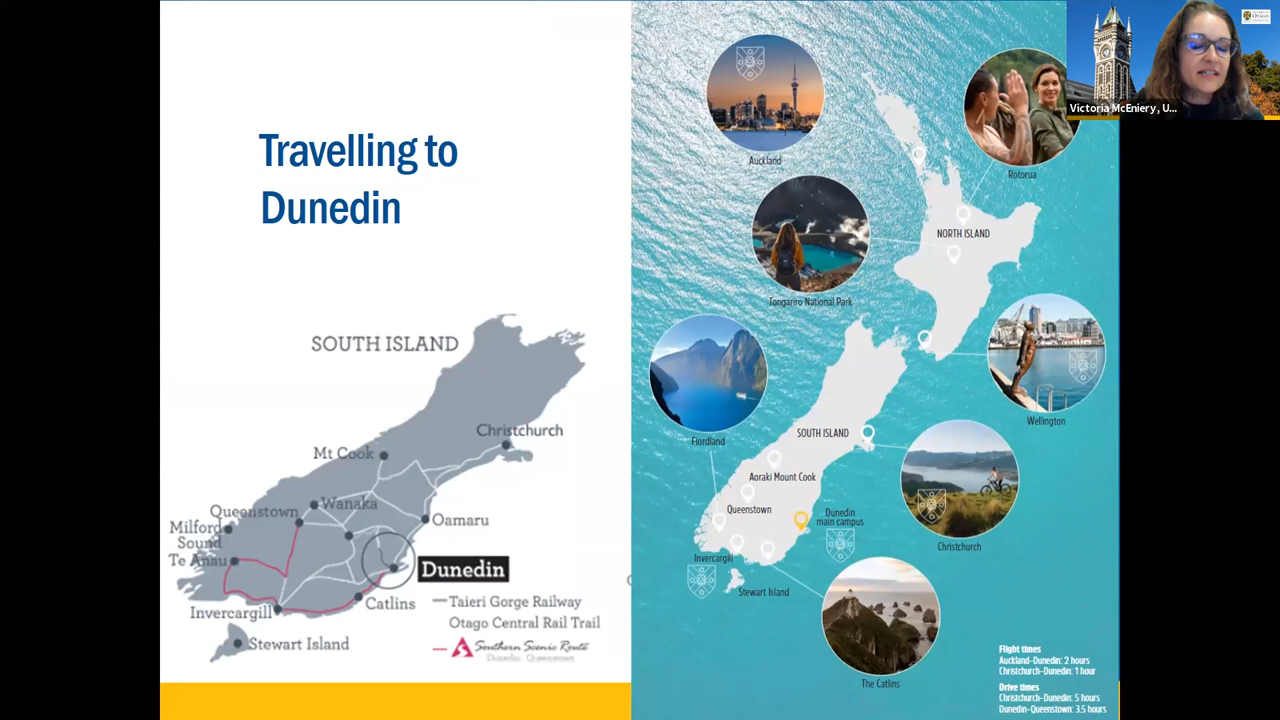 Travelling to
Dunedin
SOUTH ISLAND
Christchurch
Mt Cook
Wanaka
Queenstown
Milford
Sound
Oamaru
Te Anau
Dunedin
Catlins
Invercargill
Stewart Island
Taieri Gorge Railway
Otago Central Rail Trail
Southern Scenic Route
Dunedin - Queenstown
Auckland
Rotorua
NORTH ISLAND
Tongariro National Park
Wellington
Fiordland
SOUTH ISLAND
Aoraki Mount Cook
Queenstown
Dunedin
main campus
Christchurch
Invercargill
Stewart Island
The Catlins
Flight times
Auckland-Dunedin: 2 hours
Christchurch-Dunedin: 1 hour
Drive times
Christchurch-Dunedin: 5 hours
Dunedin-Queenstown: 3.5 hours
Victoria McEniery, U...